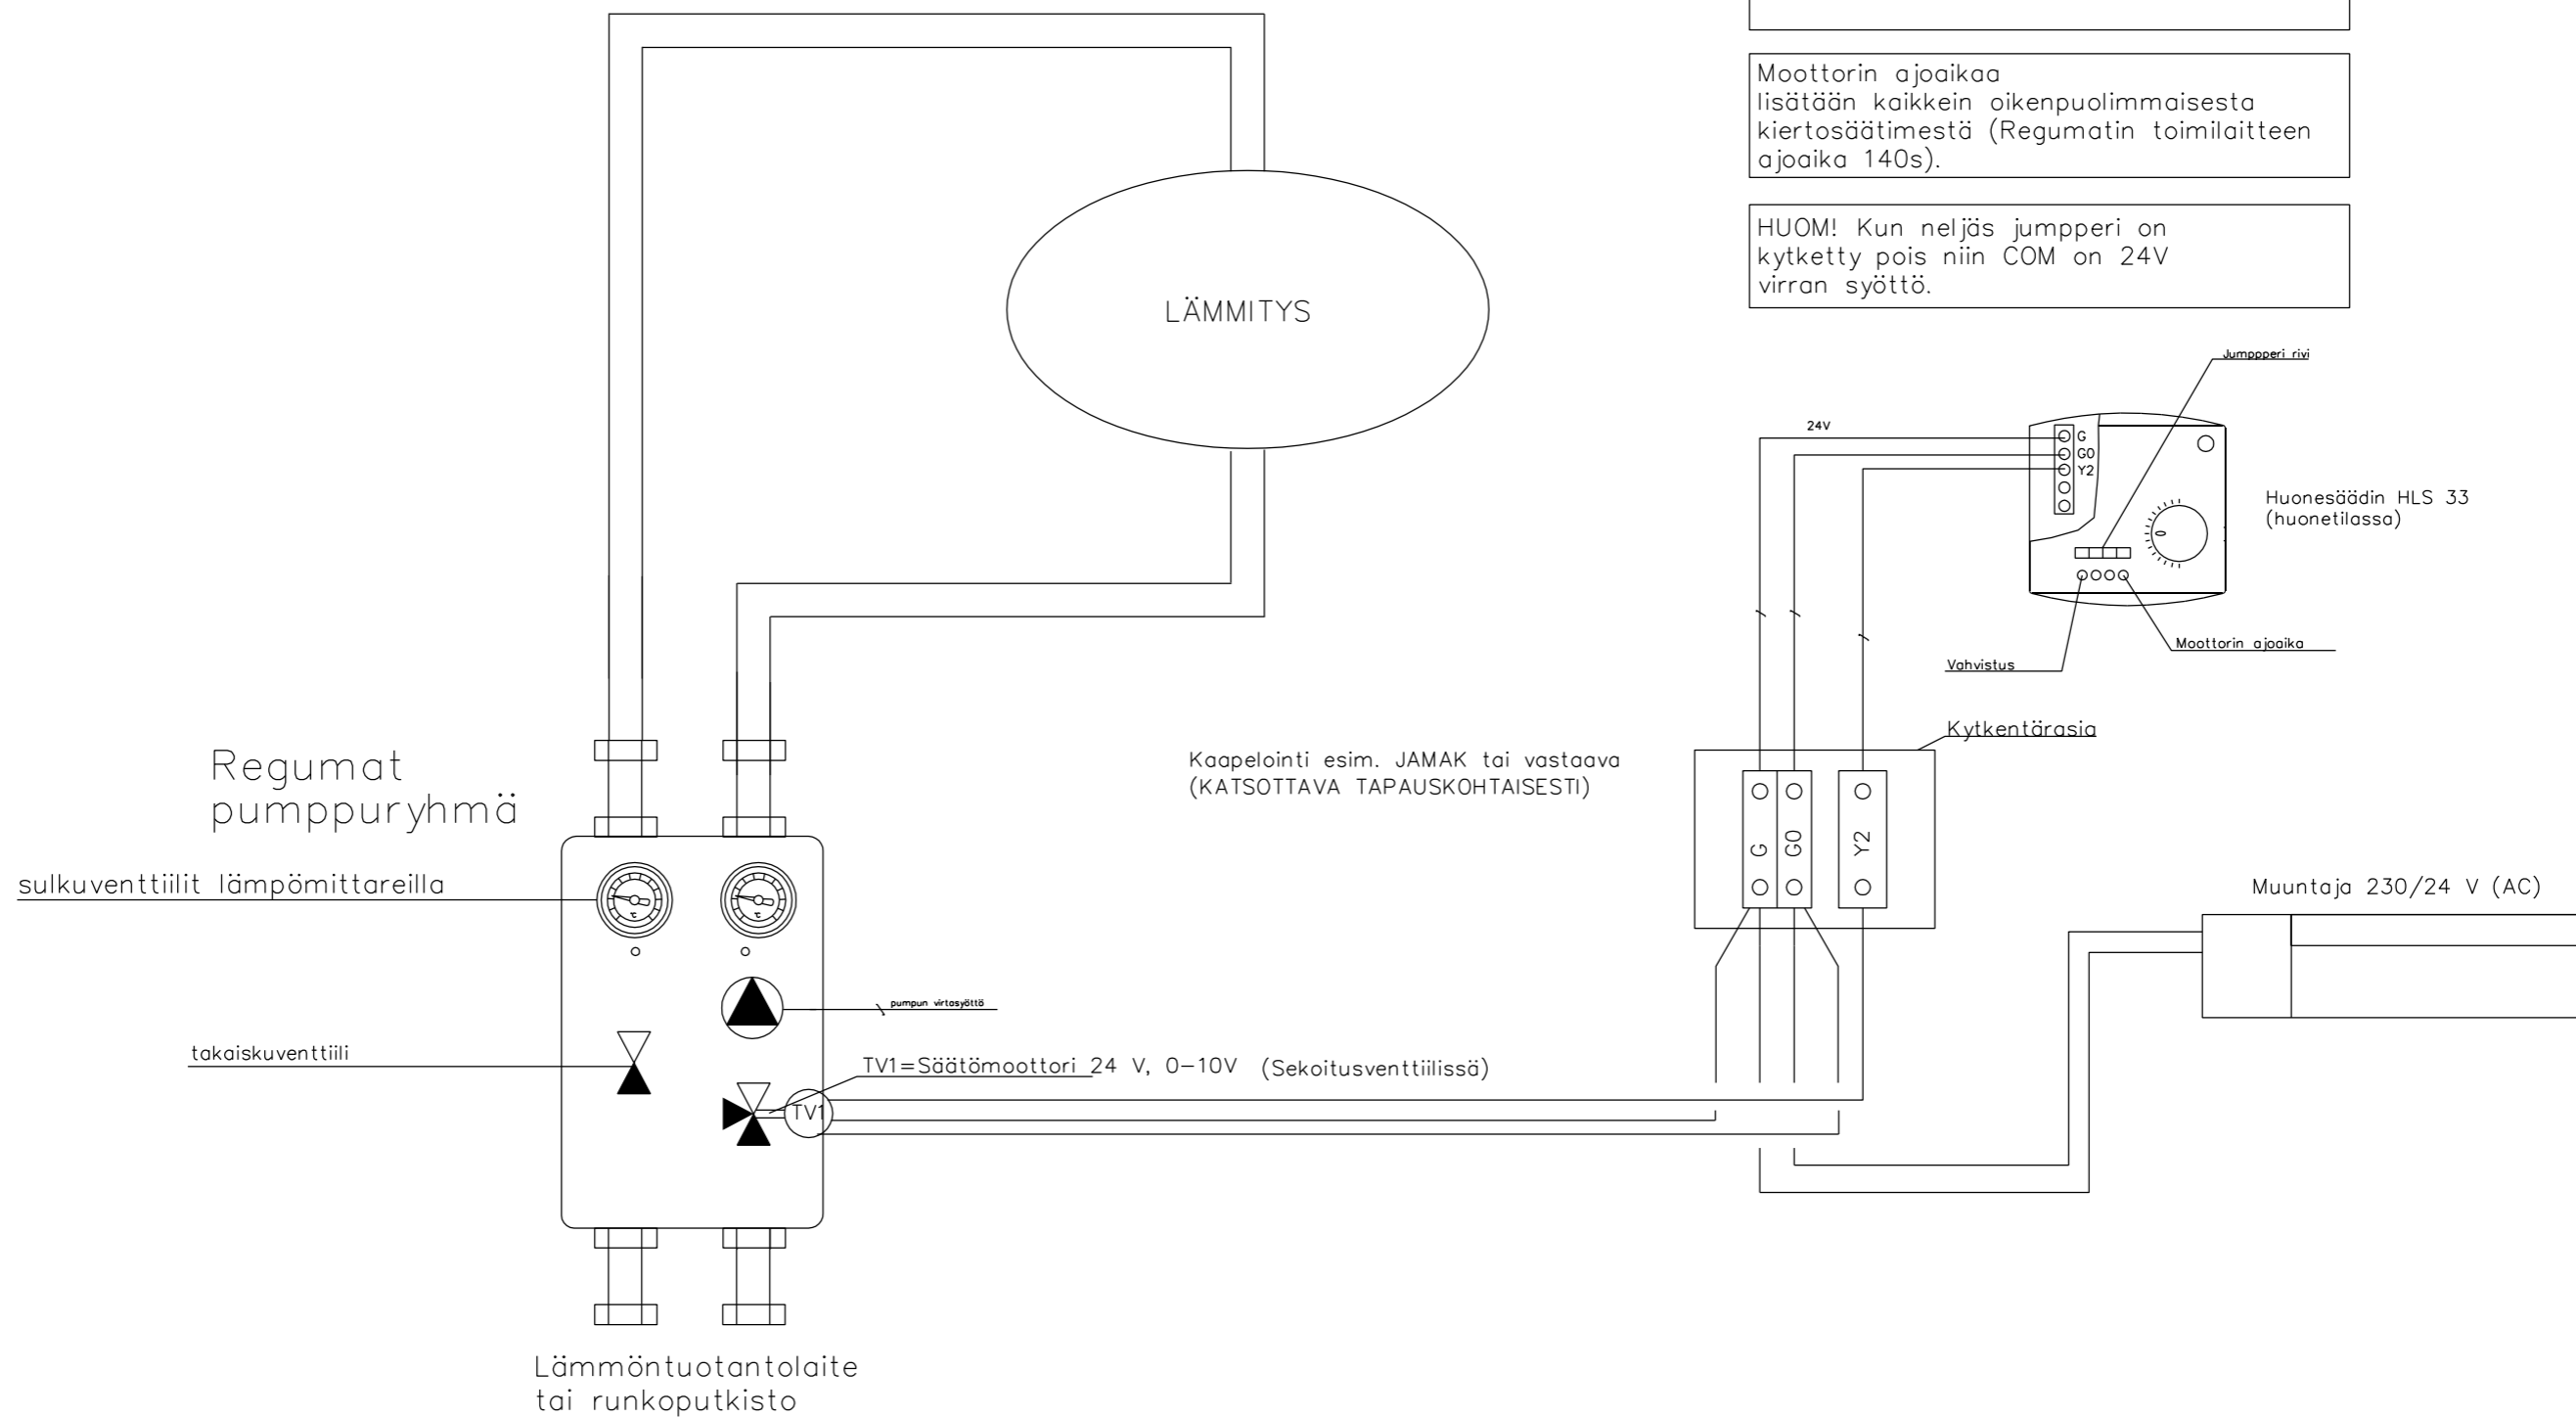 Moottorin ajoaikaa
lisätään kaikkein oikenpuolimmaisesta
kiertosäätimestä (Regumatin toimilaitteen
ajoaika 140s).
HUOM! Kun neljäs jumpperi on
kytketty pois niin COM on 24V
virran syöttö.
LÄMMITYS
Jumppperi rivi
24V
G
G0
Y2
Huonesäädin HLS 33
(huonetilassa)
Moottorin ajoaika
Vahvistus
Kytkentärasia
Kaapelointi esim. JAMAK tai vastaava
(KATSOTTAVA TAPAUSKOHTAISESTI)
Regumat
pumppuryhmä
G
G0
Y2
sulkuventtiilit lämpömittareilla
°C
°C
Muuntaja 230/24 V (AC)
pumpun virtasyöttö
takaiskuventtiili
TV1=Säätömoottori 24 V, 0-10V (Sekoitusventtiilissä)
TV1
Lämmöntuotantolaite
tai runkoputkisto